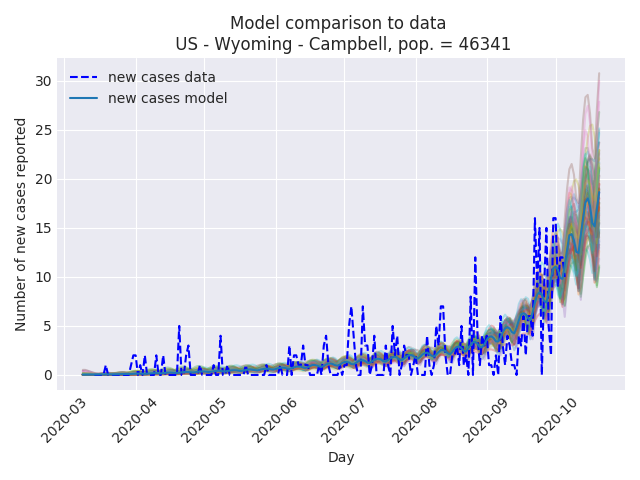 Model comparison to data
US - Wyoming - Campbell, pop. = 46341
new cases data
new cases model
Number of new cases reported
30
25
20
15
10
5
0
2020-03
2020-04
2020-05
2020-06
2020-07
2020-08
2020-09
2020-10
Day